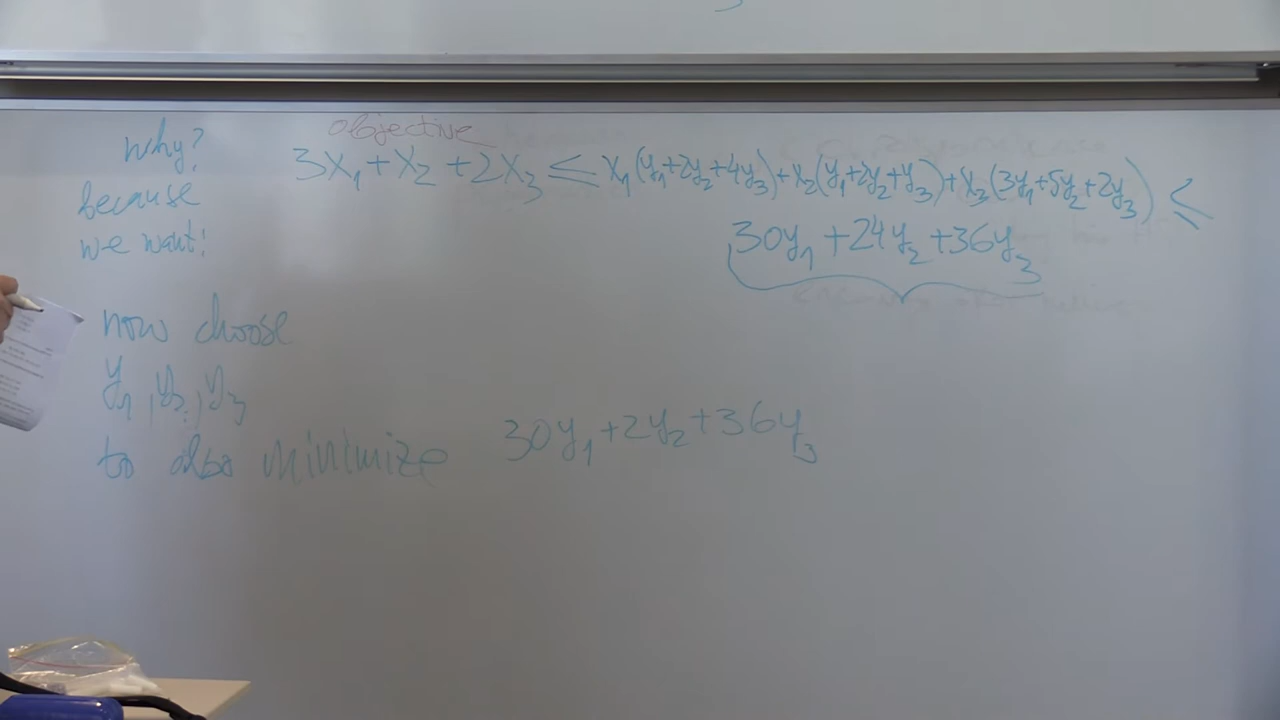 why?
because
we want:
objective
3x₁+x₂+2x₃ ≤ x₁(y₁+2y₂+4y₃)+x₂(y₁+2y₂+y₃)+x₃(3y₁+5y₂+2y₃) ≤
30y₁+24y₂+36y₃
now choose
y₁,y₂,y₃
to also minimize 30y₁+2y₂+36y₃